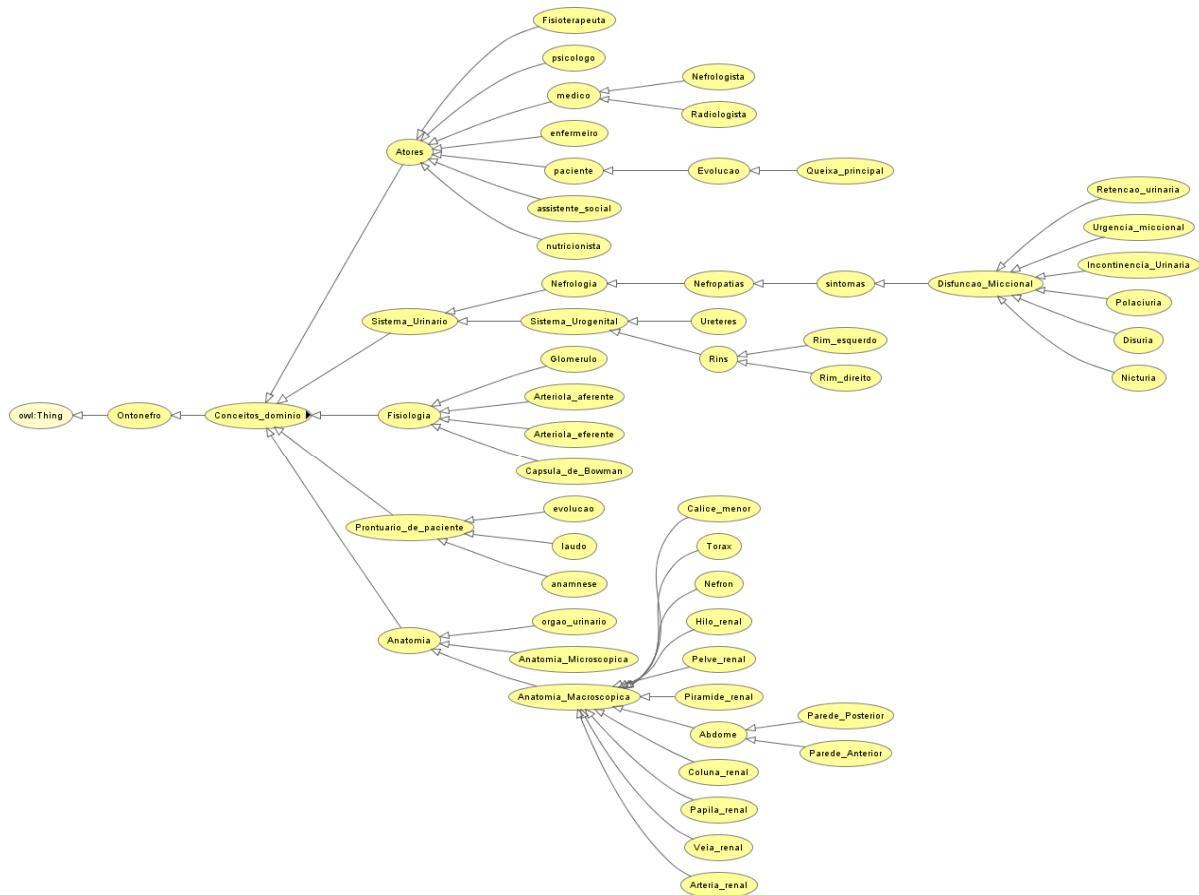 Fisioterapeuta
psicologo
medico
Nefrologista
Radiologista
enfermeiro
Atores
paciente
Evolucao
Queixa_principal
assistente_social
nutricionista
Retencao_urinaria
Urgencia_miccional
Incontinencia_Urinaria
Nefrologia
Nefropatias
sintomas
Disfuncao_Miccional
Polaciuria
Disuria
Nicturia
Sistema_Urinario
Sistema_Urogenital
Ureteres
Rins
Rim_esquerdo
Rim_direito
Glomerulo
Arteriola_aferente
owl:Thing
Ontonefro
Conceitos_dominio
Fisiologia
Arteriola_eferente
Capsula_de_Bowman
Prontuario_de_paciente
evolucao
laudo
anamnese
Anatomia
orgao_urinario
Anatomia_Microscopica
Anatomia_Macroscopica
Calice_menor
Torax
Nefron
Hilo_renal
Pelve_renal
Piramide_renal
Abdome
Parede_Posterior
Parede_Anterior
Coluna_renal
Papila_renal
Veia_renal
Arteria_renal